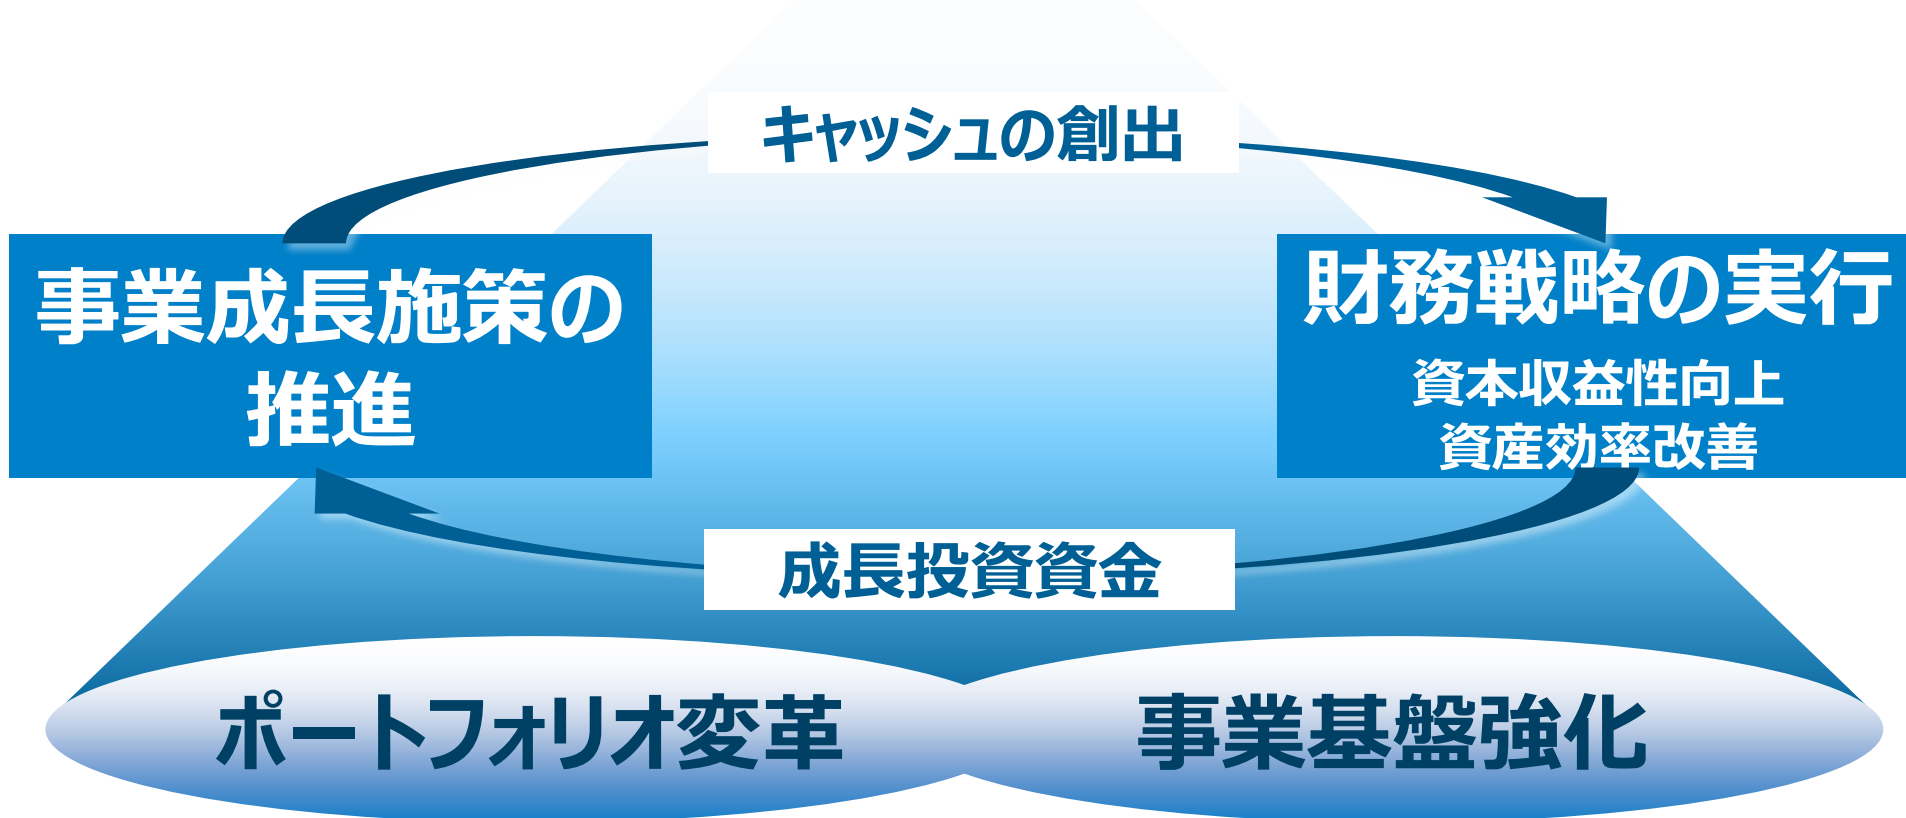 キャッシュの創出
事業成長施策の
推進
財務戦略の実行
資本収益性向上
資産効率改善
成長投資資金
ポートフォリオ変革
事業基盤強化